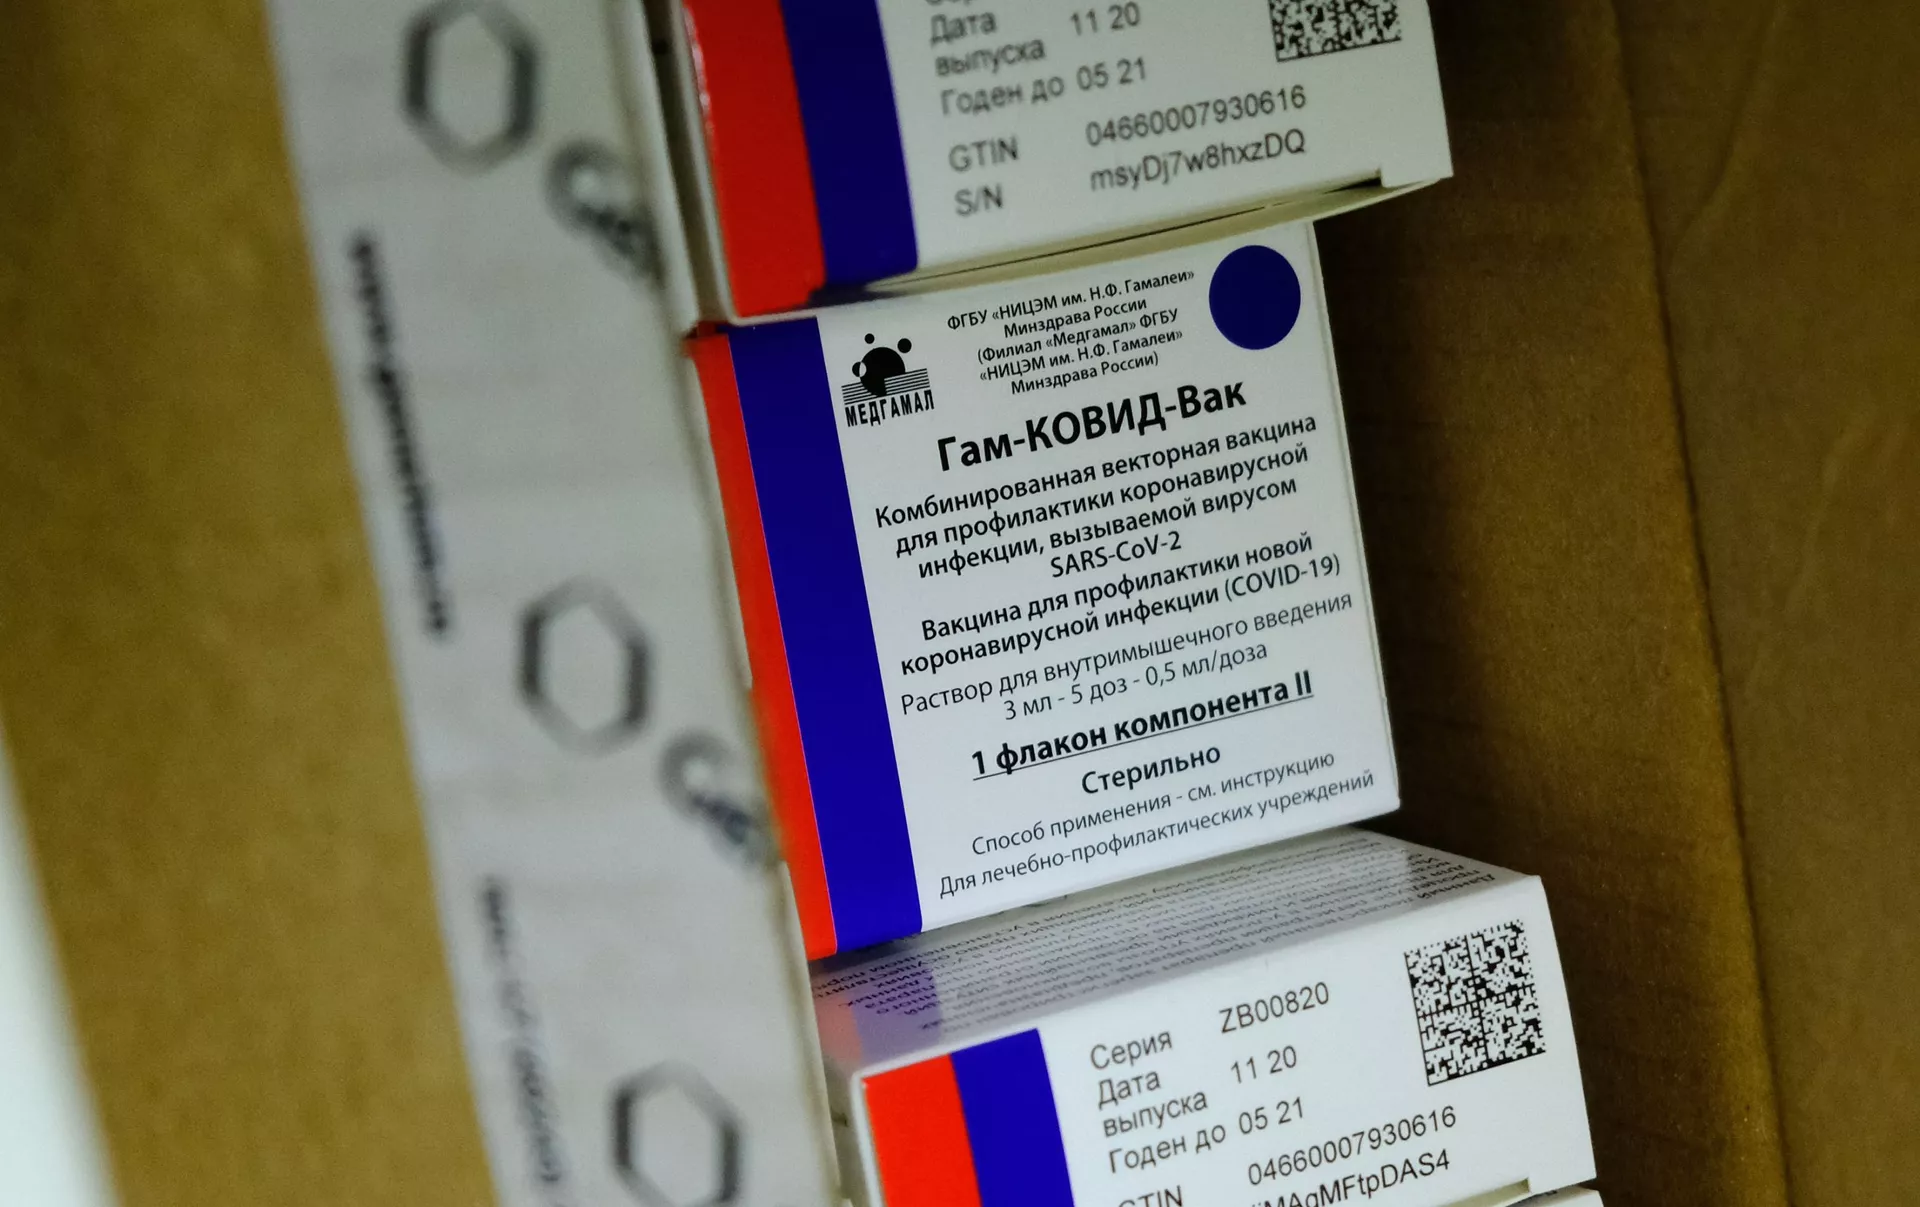 Дата
выпуска
11 20
Годен до 05 21
GTIN 04660007930616
S/N msyDj7w8hxzDQ
МЕДГАМАЛ
ФГБУ «НИЦЭМ им. Н.Ф. Гамалеи»
Минздрава России
(Филиал «Медгамал» ФГБУ
«НИЦЭМ им. Н.Ф. Гамалеи»
Минздрава России)
Гам-КОВИД-Вак
Комбинированная векторная вакцина
для профилактики коронавирусной
инфекции, вызываемой вирусом
SARS-CoV-2
Вакцина для профилактики новой
коронавирусной инфекции (COVID-19)
Раствор для внутримышечного введения
3 мл - 5 доз - 0,5 мл/доза
1 флакон компонента II
Стерильно
Способ применения - см. инструкцию
Для лечебно-профилактических учреждений
Серия ZB00820
Дата
выпуска
11 20
Годен до 05 21
GTIN 04660007930616